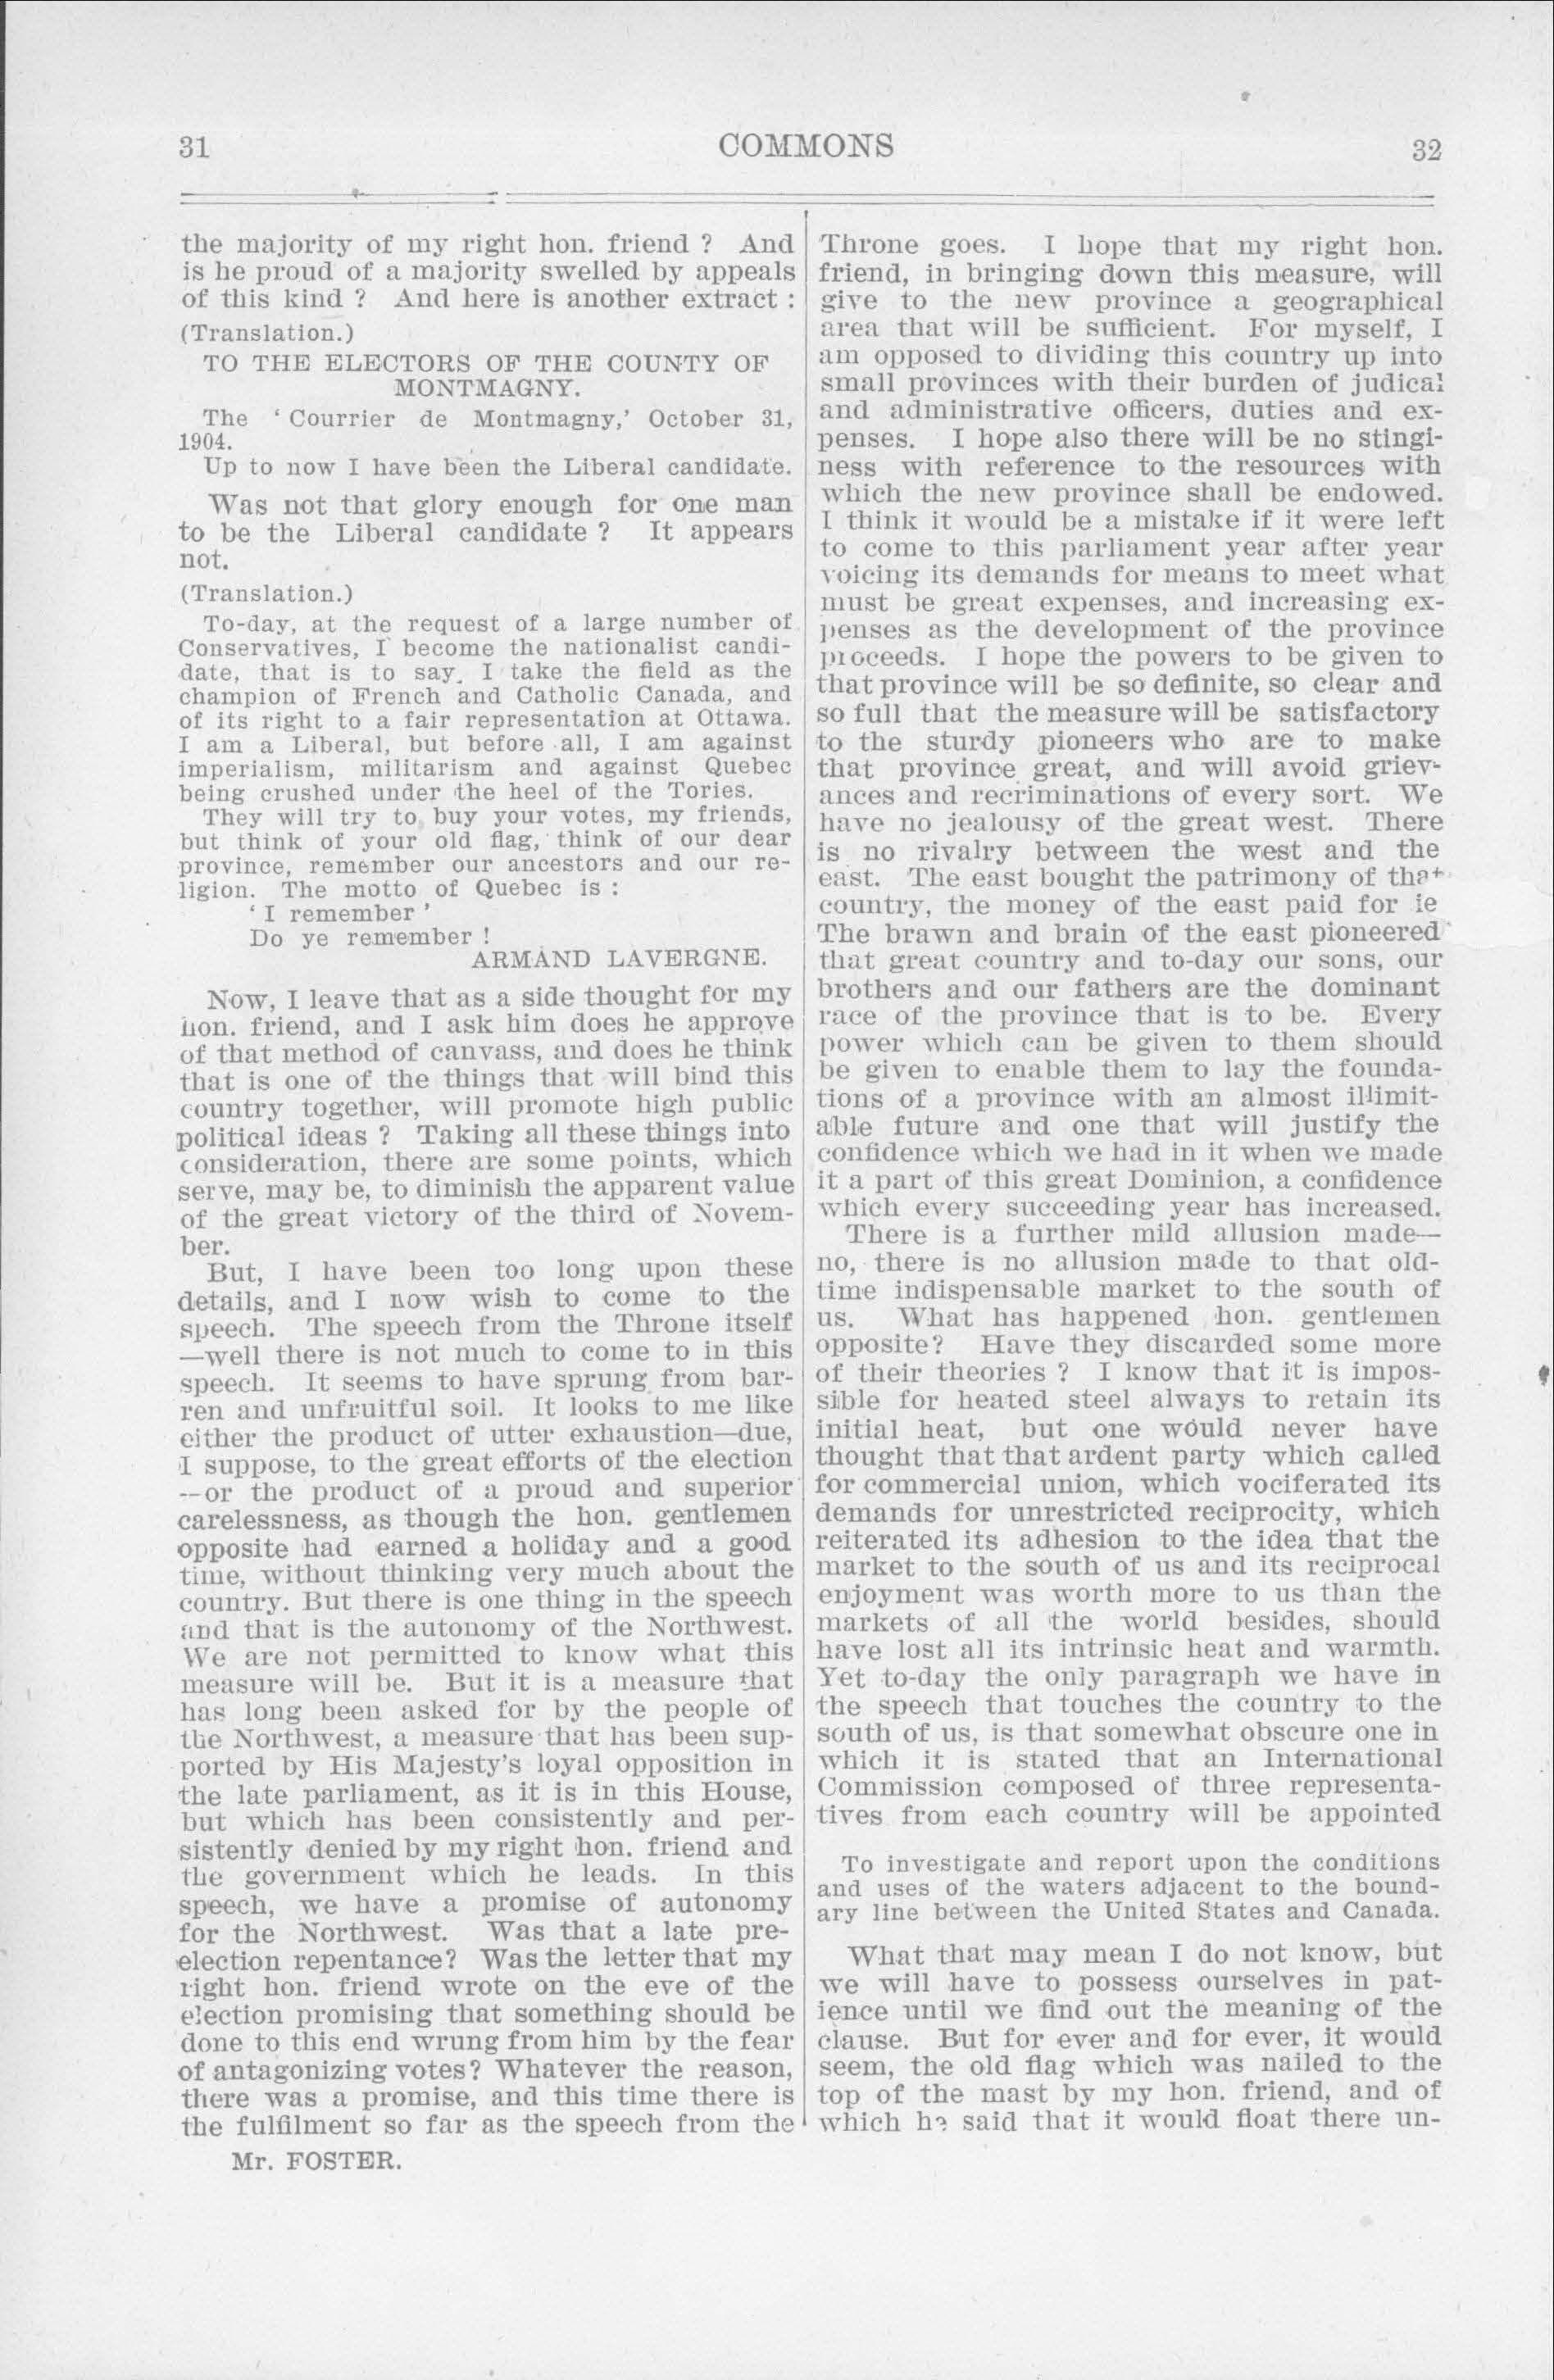 31
COMMONS
32
the majority of my right hon. friend ? And
is he proud of a majority swelled by appeals
of this kind ? And here is another extract :
(Translation.)
TO THE ELECTORS OF THE COUNTY OF
MONTMAGNY.
The ‘ Courrier de Montmagny,’ October 31,
1904.
Up to now I have been the Liberal candidate.
Was not that glory enough for one man
to be the Liberal candidate ? It appears
not.
(Translation.)
To-day, at the request of a large number of
Conservatives, I become the nationalist candi-
date, that is to say, I take the field as the
champion of French and Catholic Canada, and
of its right to a fair representation at Ottawa.
I am a Liberal, but before all, I am against
imperialism, militarism and against Quebec
being crushed under the heel of the Tories.
They will try to buy your votes, my friends,
but think of your old flag, think of our dear
province, remember our ancestors and our re-
ligion. The motto of Quebec is :
‘ I remember ’
Do ye remember !
ARMAND LAVERGNE.
Now, I leave that as a side thought for my
hon. friend, and I ask him does he approve
of that method of canvass, and does he think
that is one of the things that will bind this
country together, will promote high public
political ideas ? Taking all these things into
consideration, there are some points, which
serve, may be, to diminish the apparent value
of the great victory of the third of Novem-
ber.
But, I have been too long upon these
details, and I now wish to come to the
speech. The speech from the Throne itself
—well there is not much to come to in this
speech. It seems to have sprung from bar-
ren and unfruitful soil. It looks to me like
either the product of utter exhaustion—due,
I suppose, to the great efforts of the election
—or the product of a proud and superior
carelessness, as though the hon. gentlemen
opposite had earned a holiday and a good
time, without thinking very much about the
country. But there is one thing in the speech
and that is the autonomy of the Northwest.
We are not permitted to know what this
measure will be. But it is a measure that
has long been asked for by the people of
the Northwest, a measure that has been sup-
ported by His Majesty’s loyal opposition in
the late parliament, as it is in this House,
but which has been consistently and per-
sistently denied by my right hon. friend and
the government which he leads. In this
speech, we have a promise of autonomy
for the Northwest. Was that a late pre-
election repentance? Was the letter that my
right hon. friend wrote on the eve of the
election promising that something should be
done to this end wrung from him by the fear
of antagonizing votes? Whatever the reason,
there was a promise, and this time there is
the fulfilment so far as the speech from the
Mr. FOSTER.
Throne goes. I hope that my right hon.
friend, in bringing down this measure, will
give to the new province a geographical
area that will be sufficient. For myself, I
am opposed to dividing this country up into
small provinces with their burden of judical
and administrative officers, duties and ex-
penses. I hope also there will be no stingi-
ness with reference to the resources with
which the new province shall be endowed.
I think it would be a mistake if it were left
to come to this parliament year after year
voicing its demands for means to meet what
must be great expenses, and increasing ex-
penses as the development of the province
proceeds. I hope the powers to be given to
that province will be so definite, so clear and
so full that the measure will be satisfactory
to the sturdy pioneers who are to make
that province great, and will avoid griev-
ances and recriminations of every sort. We
have no jealousy of the great west. There
is no rivalry between the west and the
east. The east bought the patrimony of that
country, the money of the east paid for ie
The brawn and brain of the east pioneered
that great country and to-day our sons, our
brothers and our fathers are the dominant
race of the province that is to be. Every
power which can be given to them should
be given to enable them to lay the founda-
tions of a province with an almost illimit-
able future and one that will justify the
confidence which we had in it when we made
it a part of this great Dominion, a confidence
which every succeeding year has increased.
There is a further mild allusion made—
no, there is no allusion made to that old-
time indispensable market to the south of
us. What has happened hon. gentlemen
opposite? Have they discarded some more
of their theories ? I know that it is impos-
sible for heated steel always to retain its
initial heat, but one would never have
thought that that ardent party which called
for commercial union, which vociferated its
demands for unrestricted reciprocity, which
reiterated its adhesion to the idea that the
market to the south of us and its reciprocal
enjoyment was worth more to us than the
markets of all the world besides, should
have lost all its intrinsic heat and warmth.
Yet to-day the only paragraph we have in
the speech that touches the country to the
south of us, is that somewhat obscure one in
which it is stated that an International
Commission composed of three representa-
tives from each country will be appointed
To investigate and report upon the conditions
and uses of the waters adjacent to the bound-
ary line between the United States and Canada.
What that may mean I do not know, but
we will have to possess ourselves in pat-
ience until we find out the meaning of the
clause. But for ever and for ever, it would
seem, the old flag which was nailed to the
top of the mast by my hon. friend, and of
which he said that it would float there un-